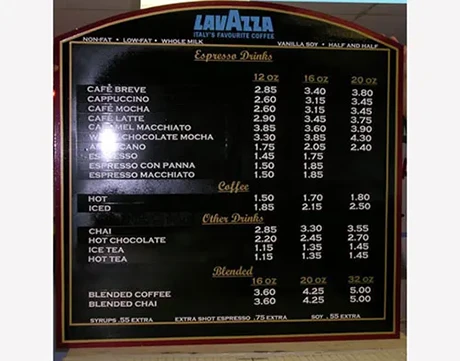 LAVAZZA
ITALY'S FAVOURITE COFFEE
NON-FAT • LOW-FAT • WHOLE MILK VANILLA SOY • HALF AND HALF
Espresso Drinks
12 oz 16 oz 20 oz
CAFÉ BREVE 2.85 3.40 3.80
CAPPUCCINO 2.60 3.15 3.45
CAFÉ MOCHA 2.60 3.15 3.45
CAFÉ LATTE 2.90 3.45 3.75
MACCHIATO 3.85 3.60 3.90
CHOCOLATE MOCHA 3.30 3.85 4.30
1.75 2.05 2.40
1.45 1.75
ESPRESSO CON PANNA 1.50 1.85
ESPRESSO MACCHIATO 1.50 1.85
Coffee
HOT 1.50 1.70 1.80
ICED 1.85 2.15 2.50
Other Drinks
CHAI 2.85 3.30 3.55
HOT CHOCOLATE 2.20 2.45 2.70
ICE TEA 1.15 1.35 1.45
HOT TEA 1.15 1.35 1.45
Blended
16 oz 20 oz 32 oz
BLENDED COFFEE 3.60 4.25 5.00
BLENDED CHAI 3.60 4.25 5.00
SYRUPS .55 EXTRA EXTRA SHOT ESPRESSO .75 EXTRA SOY .55 EXTRA